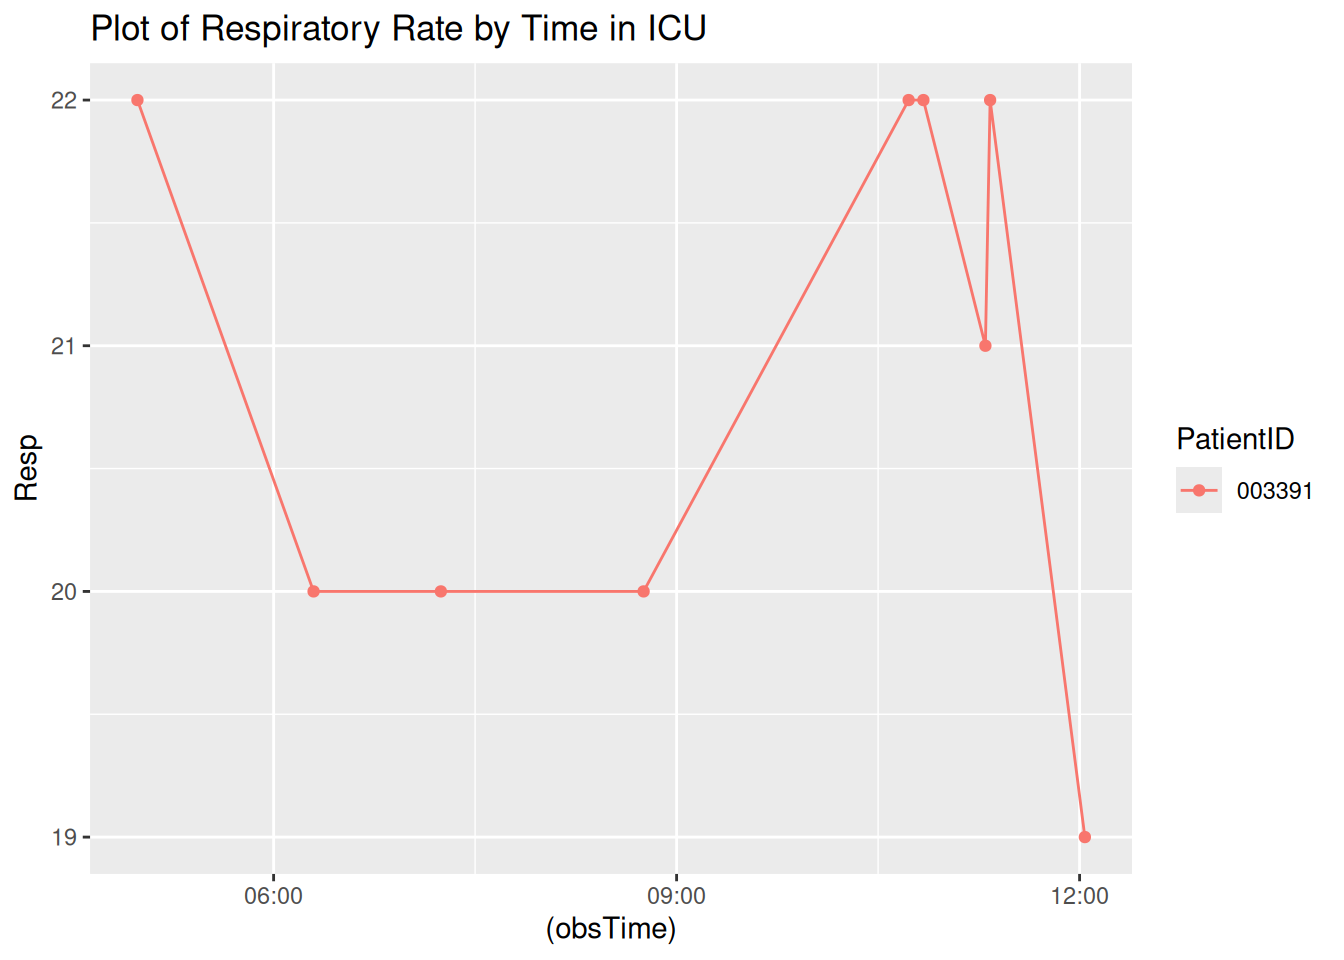 Plot of Respiratory Rate by Time in ICU
22
21
20
19
Resp
06:00
09:00
12:00
(obsTime)
PatientID
003391